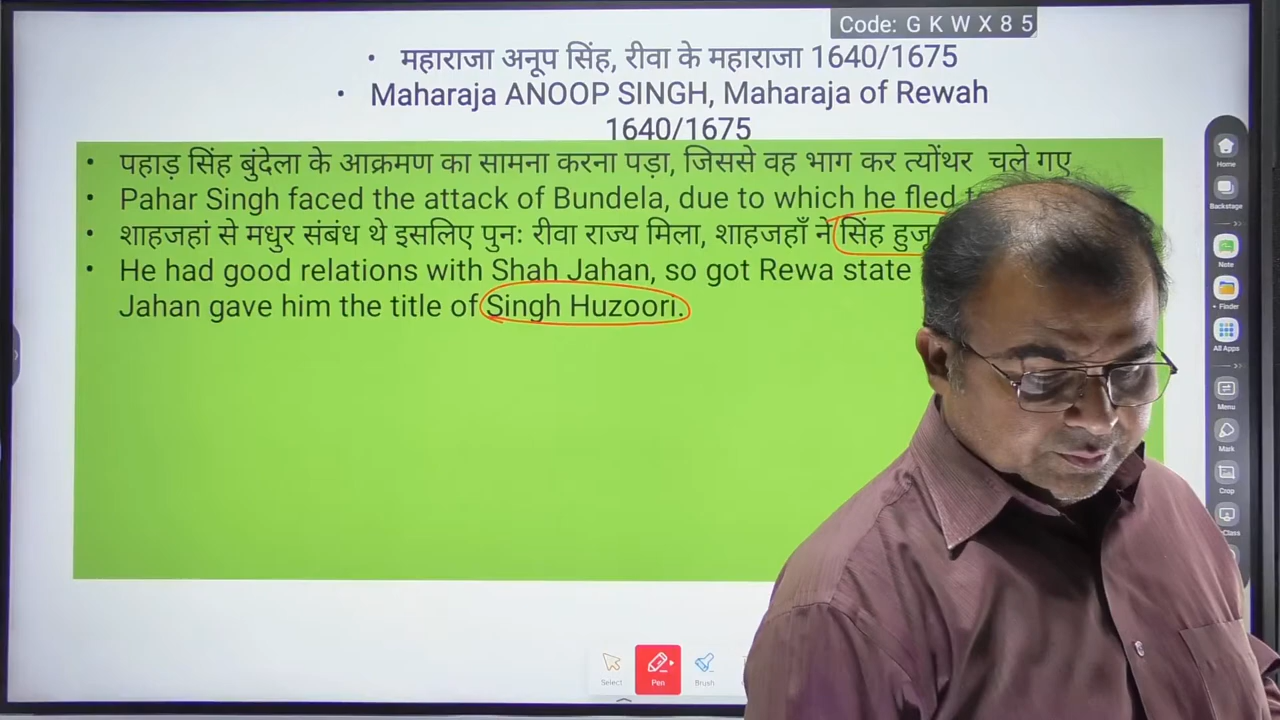 Code: G K W X 8 5
• महाराजा अनूप सिंह, रीवा के महाराजा 1640/1675
• Maharaja ANOOP SINGH, Maharaja of Rewah
1640/1675
• पहाड़ सिंह बुंदेला के आक्रमण का सामना करना पड़ा, जिससे वह भाग कर त्योंथर चले गए
• Pahar Singh faced the attack of Bundela, due to which he fled
• शाहजहां से मधुर संबंध थे इसलिए पुनः रीवा राज्य मिला, शाहजहाँ ने सिंह
• He had good relations with Shah Jahan, so got Rewa state
Jahan gave him the title of Singh Huzoori.
Home
Backstage
Note
Finder
All Apps
Menu
Mark
Crop
Class
Select
Pen
Brush